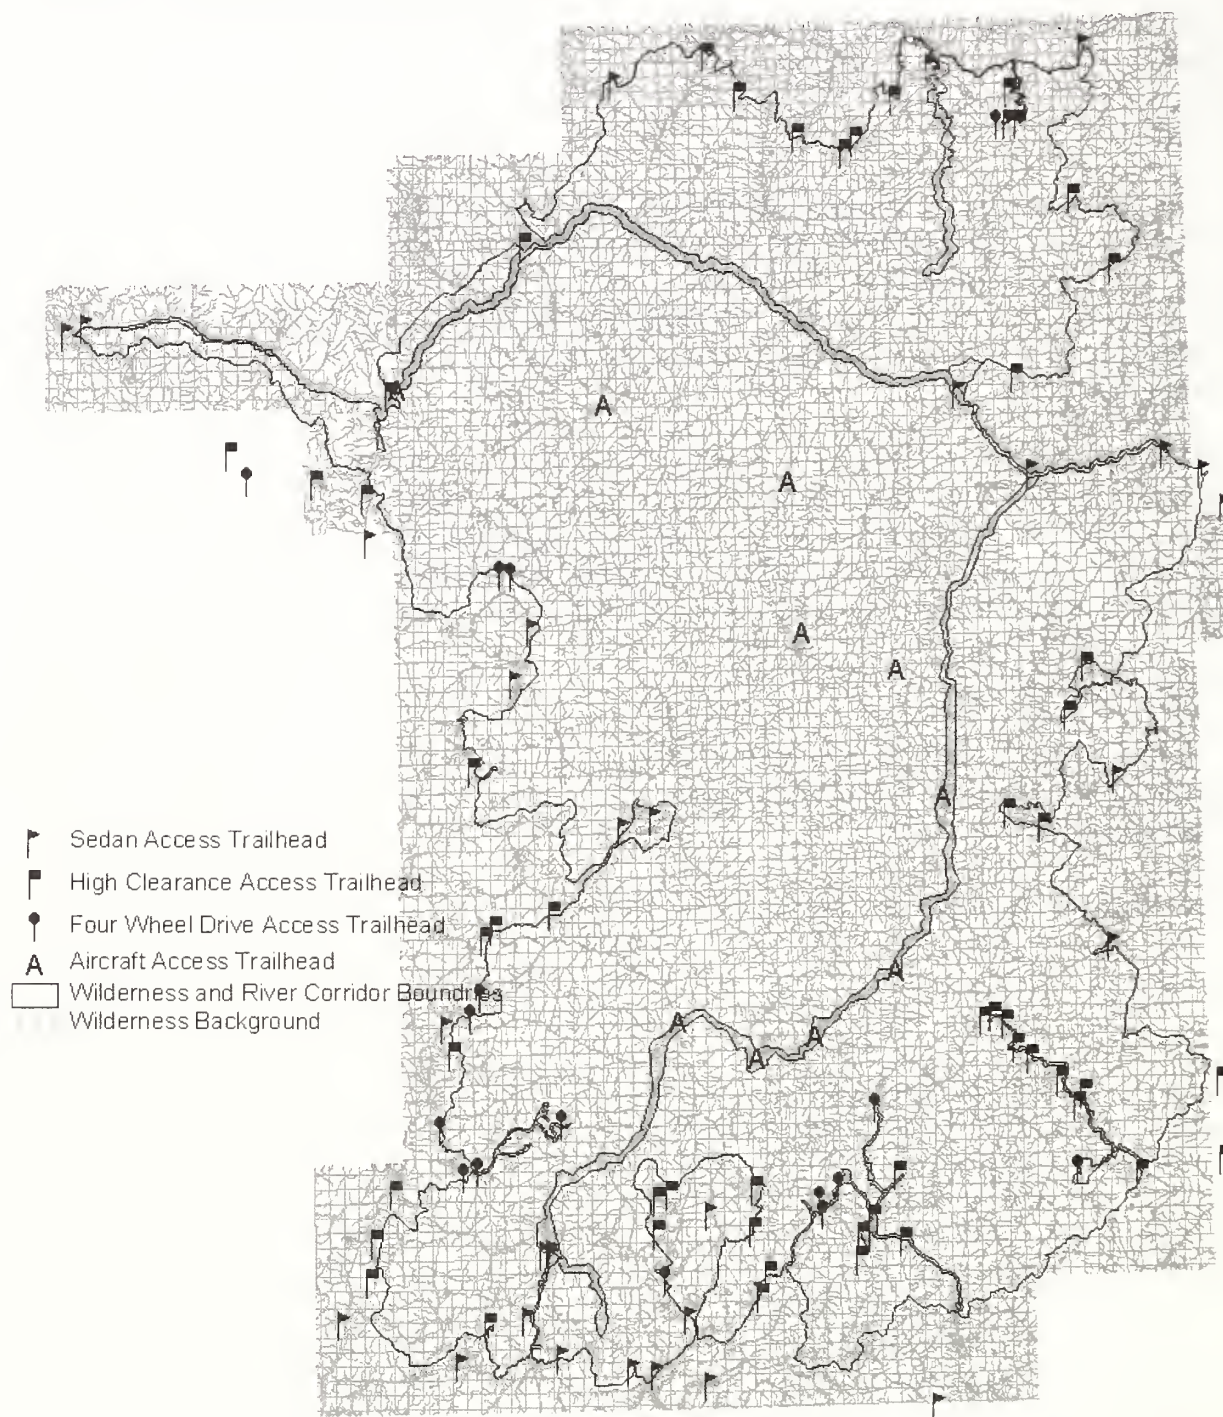 A
A
A
A
A
A
A
A
A
A
Sedan Access Trailhead
High Clearance Access Trailhead
Four Wheel Drive Access Trailhead
A Aircraft Access Trailhead
Wilderness and River Corridor Boundries
Wilderness Background